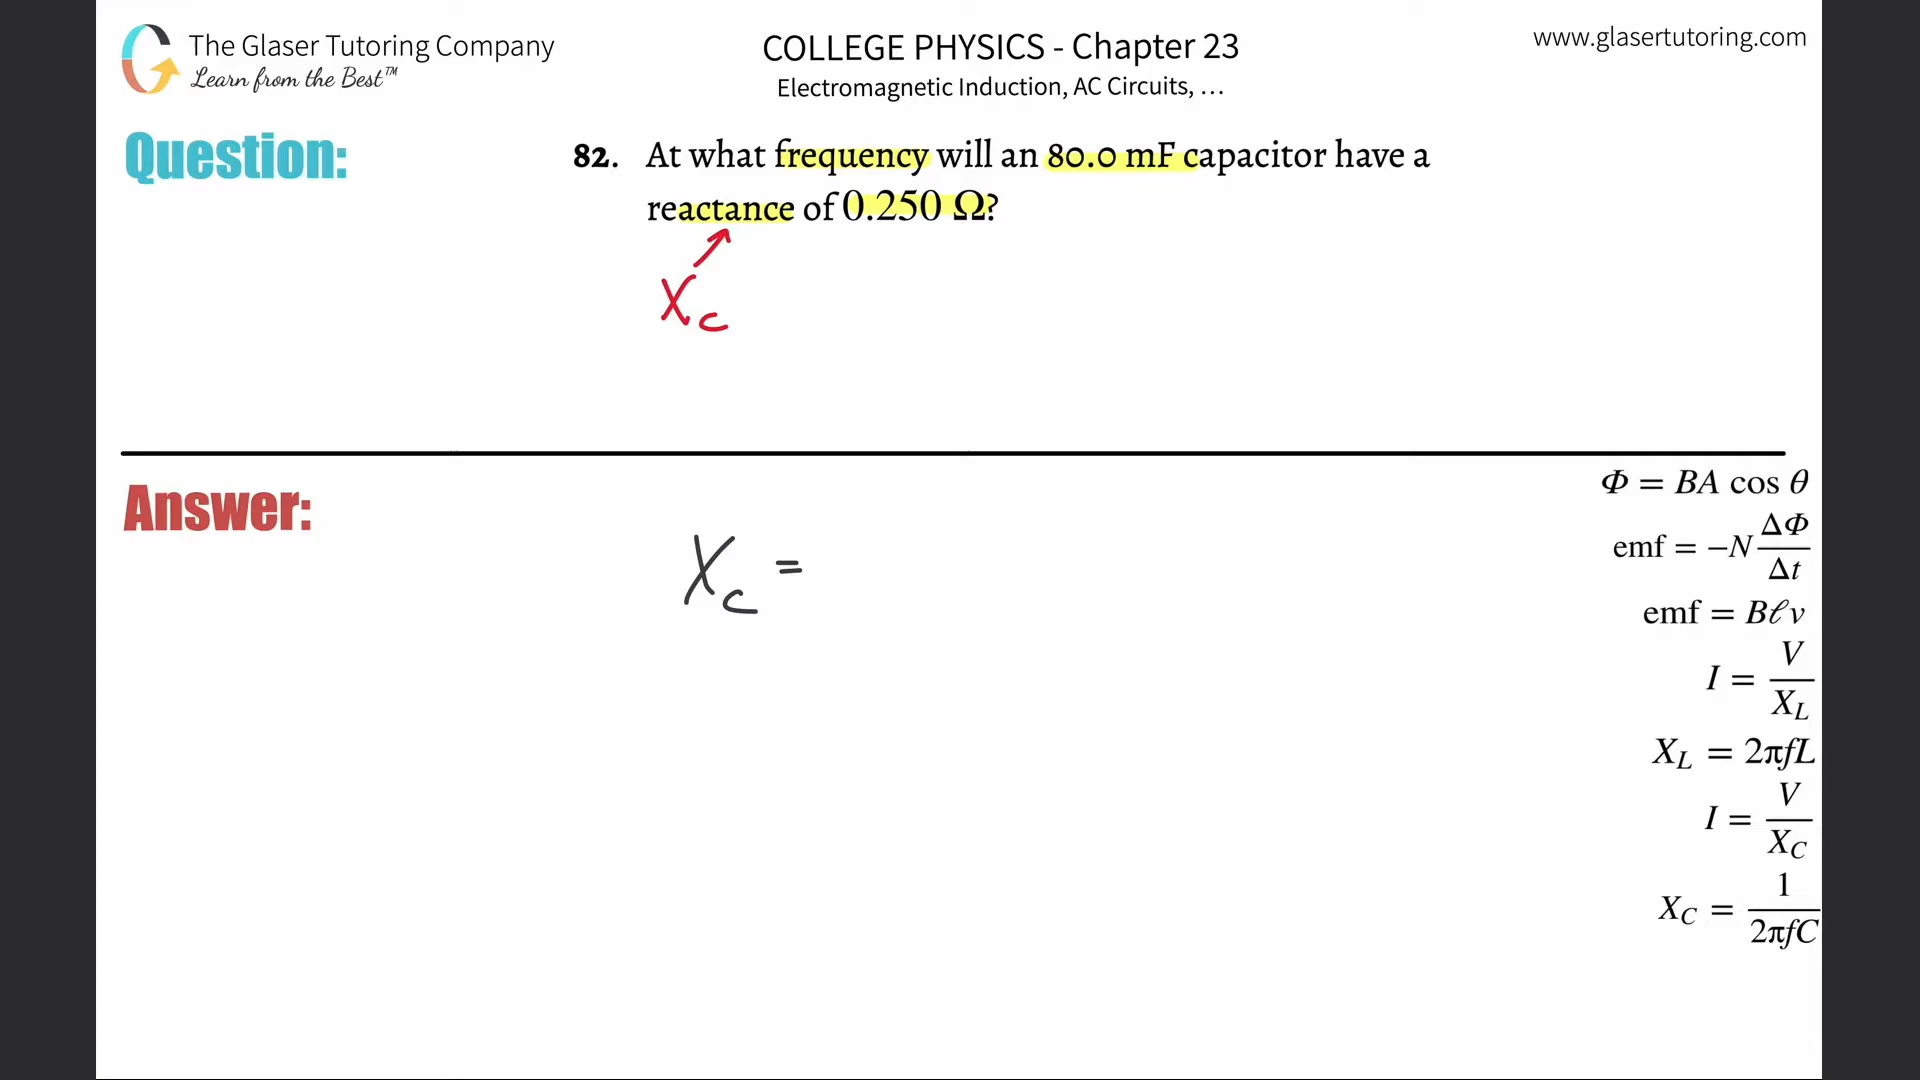 The Glaser Tutoring Company
Learn from the Best™
COLLEGE PHYSICS - Chapter 23
Electromagnetic Induction, AC Circuits, …
www.glasertutoring.com
Question:
82. At what frequency will an 80.0 mF capacitor have a
reactance of 0.250 Ω?
X_c
Answer:
X_c =
Φ = BA cos θ
emf = −N ΔΦ/Δt
emf = Bℓv
I = V/X_L
X_L = 2πfL
I = V/X_C
X_C = 1/2πfC